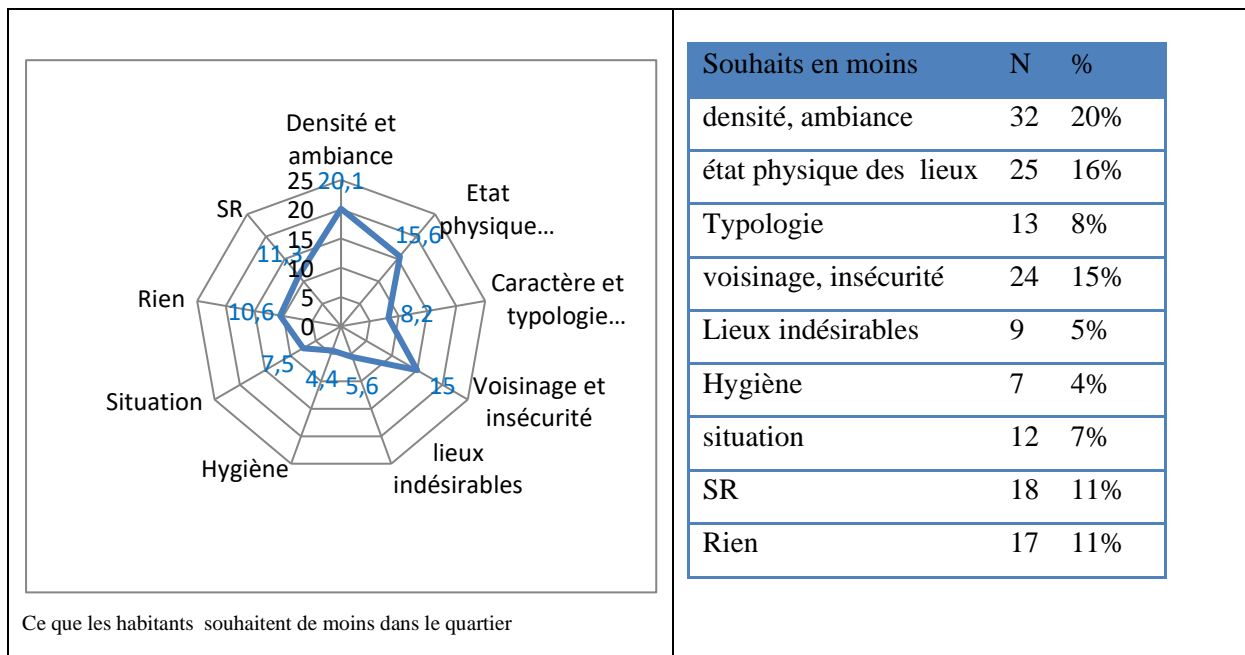 Densité et
ambiance
25
20,1
20
15
10
5
0
Etat
physique...
15,6
Caractère et
typologie...
8,2
Voisinage et
insécurité
15
lieux
indésirables
5,6
Hygiène
4,4
Situation
7,5
Rien
10,6
SR
11,3
Ce que les habitants souhaitent de moins dans le quartier
Souhaits en moins N %
densité, ambiance 32 20%
état physique des lieux 25 16%
Typologie 13 8%
voisinage, insécurité 24 15%
Lieux indésirables 9 5%
Hygiène 7 4%
situation 12 7%
SR 18 11%
Rien 17 11%